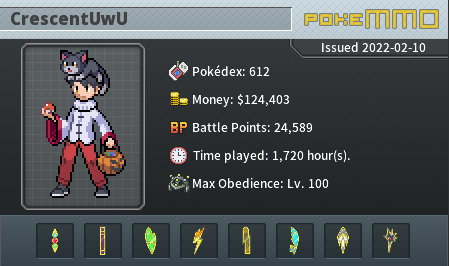 CrescentUwU
POKEMMO
Issued 2022-02-10
Pokédex: 612
Money: $124,403
BP Battle Points: 24,589
Time played: 1,720 hour(s).
Max Obedience: Lv. 100